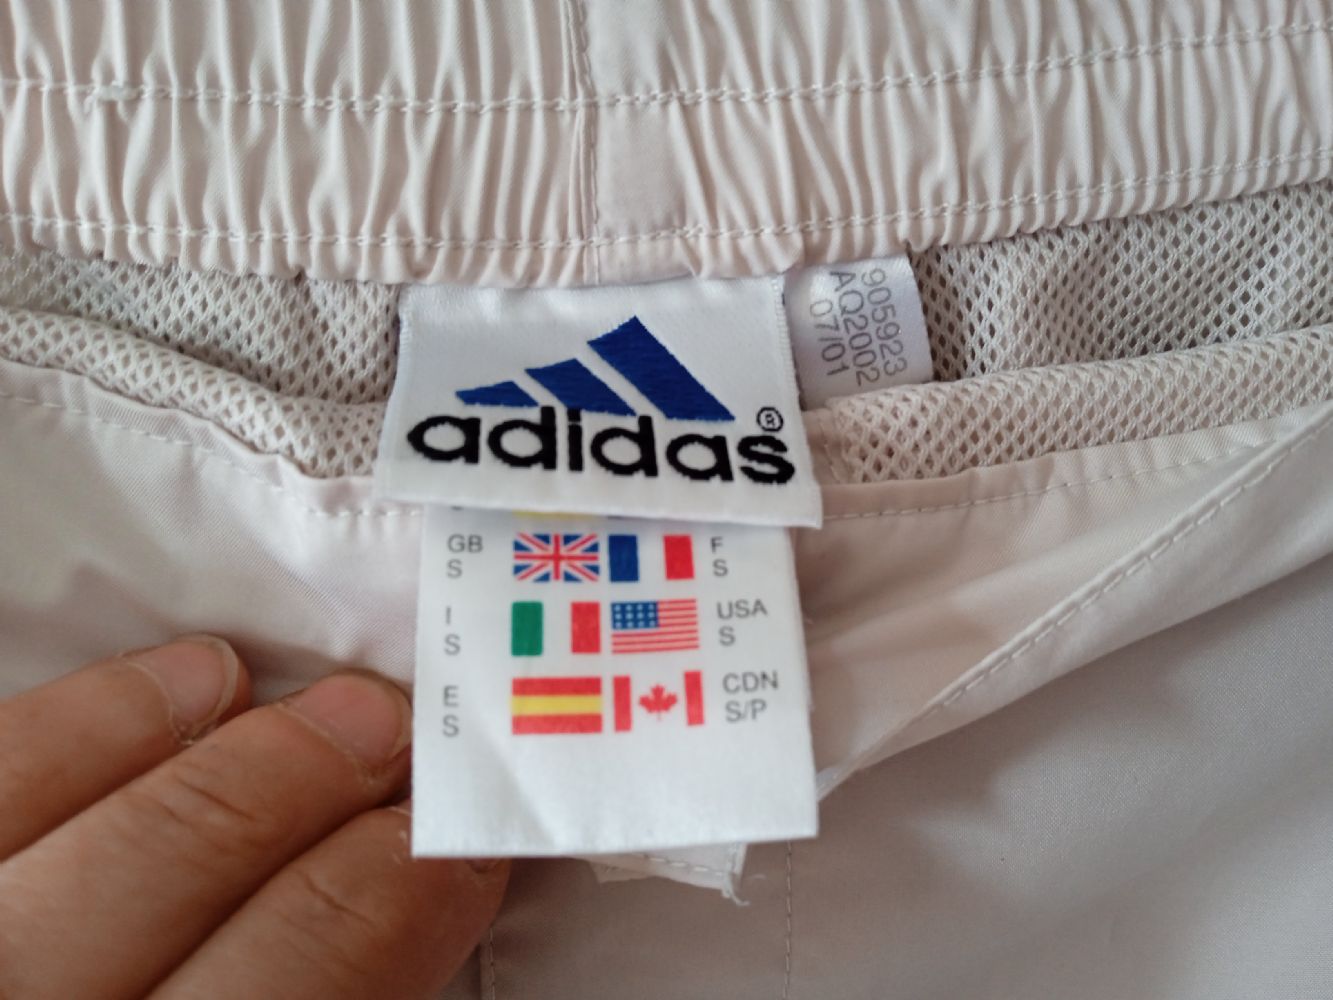 adidas®
905923
AQ2002
07/01
GB
S
F
S
I
S
USA
S
E
S
CDN
S/P